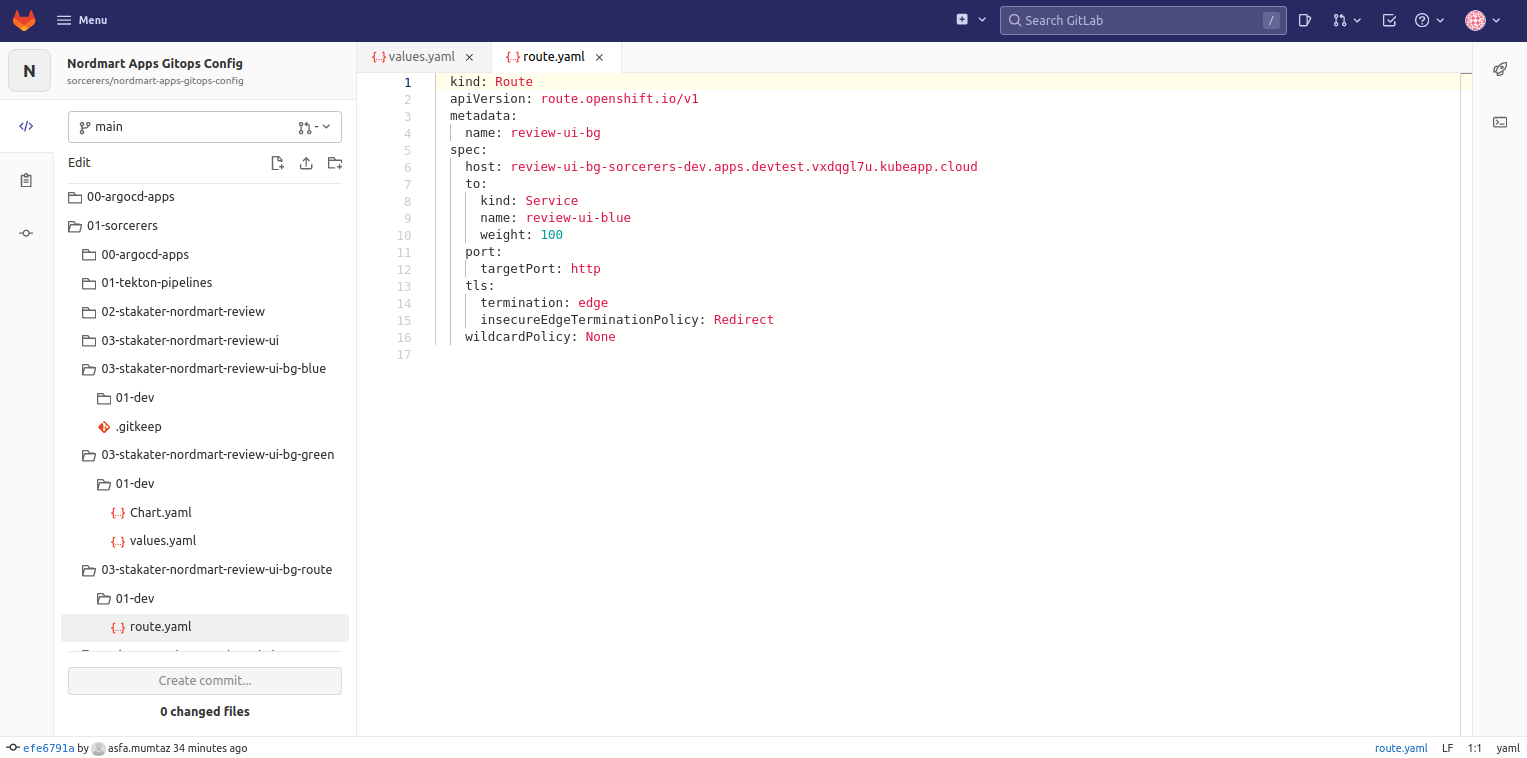 Menu
Search GitLab
/
N
Nordmart Apps Gitops Config
sorcerers/nordmart-apps-gitops-config
main
-
Edit
00-argocd-apps
01-sorcerers
00-argocd-apps
01-tekton-pipelines
02-stakater-nordmart-review
03-stakater-nordmart-review-ui
03-stakater-nordmart-review-ui-bg-blue
01-dev
.gitkeep
03-stakater-nordmart-review-ui-bg-green
01-dev
{..} Chart.yaml
{..} values.yaml
03-stakater-nordmart-review-ui-bg-route
01-dev
{..} route.yaml
Create commit...
0 changed files
{..} values.yaml ×
{..} route.yaml ×
1 kind: Route
2 apiVersion: route.openshift.io/v1
3 metadata:
4 name: review-ui-bg
5 spec:
6 host: review-ui-bg-sorcerers-dev.apps.devtest.vxdqgl7u.kubeapp.cloud
7 to:
8 kind: Service
9 name: review-ui-blue
10 weight: 100
11 port:
12 targetPort: http
13 tls:
14 termination: edge
15 insecureEdgeTerminationPolicy: Redirect
16 wildcardPolicy: None
17
efe6791a by asfa.mumtaz 34 minutes ago
route.yaml LF 1:1 yaml